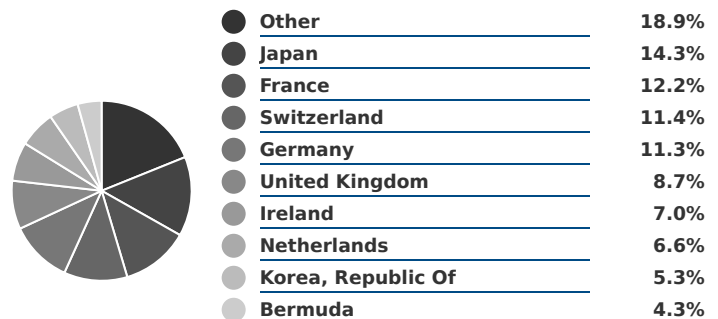 Other 18.9%
Japan 14.3%
France 12.2%
Switzerland 11.4%
Germany 11.3%
United Kingdom 8.7%
Ireland 7.0%
Netherlands 6.6%
Korea, Republic Of 5.3%
Bermuda 4.3%